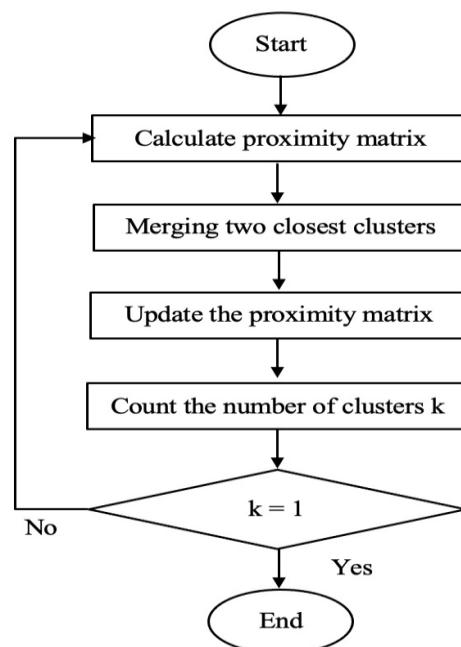 Start
Calculate proximity matrix
Merging two closest clusters
Update the proximity matrix
Count the number of clusters k
k = 1
No
Yes
End